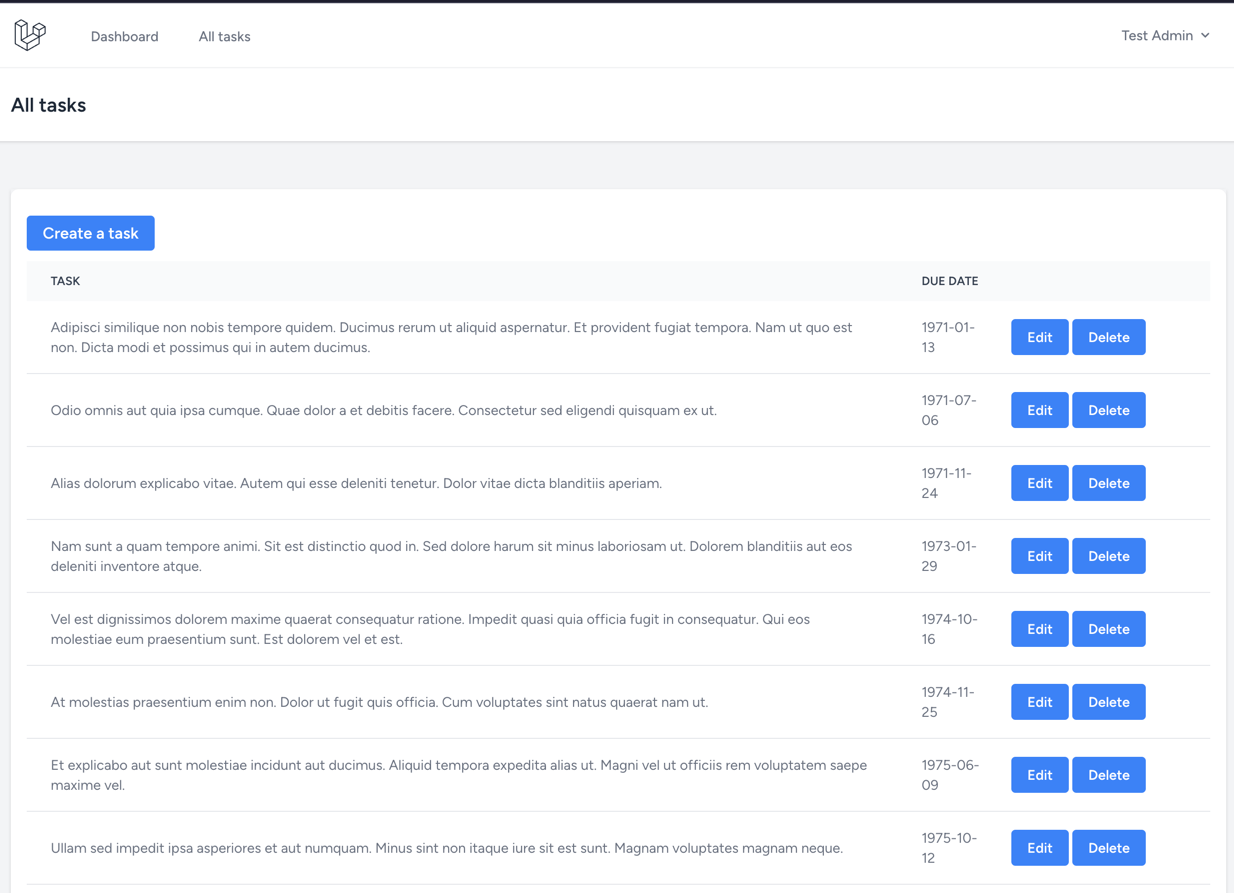 Dashboard All tasks Test Admin
All tasks
Create a task
TASK DUE DATE
Adipisci similique non nobis tempore quidem. Ducimus rerum ut aliquid aspernatur. Et provident fugiat tempora. Nam ut quo est
non. Dicta modi et possimus qui in autem ducimus.
1971-01-
13
Edit Delete
Odio omnis aut quia ipsa cumque. Quae dolor a et debitis facere. Consectetur sed eligendi quisquam ex ut.
1971-07-
06
Edit Delete
Alias dolorum explicabo vitae. Autem qui esse deleniti tenetur. Dolor vitae dicta blanditiis aperiam.
1971-11-
24
Edit Delete
Nam sunt a quam tempore animi. Sit est distinctio quod in. Sed dolore harum sit minus laboriosam ut. Dolorem blanditiis aut eos
deleniti inventore atque.
1973-01-
29
Edit Delete
Vel est dignissimos dolorem maxime quaerat consequatur ratione. Impedit quasi quia officia fugit in consequatur. Qui eos
molestiae eum praesentium sunt. Est dolorem vel et est.
1974-10-
16
Edit Delete
At molestias praesentium enim non. Dolor ut fugit quis officia. Cum voluptates sint natus quaerat nam ut.
1974-11-
25
Edit Delete
Et explicabo aut sunt molestiae incidunt aut ducimus. Aliquid tempora expedita alias ut. Magni vel ut officiis rem voluptatem saepe
maxime vel.
1975-06-
09
Edit Delete
Ullam sed impedit ipsa asperiores et aut numquam. Minus sint non itaque iure sit est sunt. Magnam voluptates magnam neque.
1975-10-
12
Edit Delete